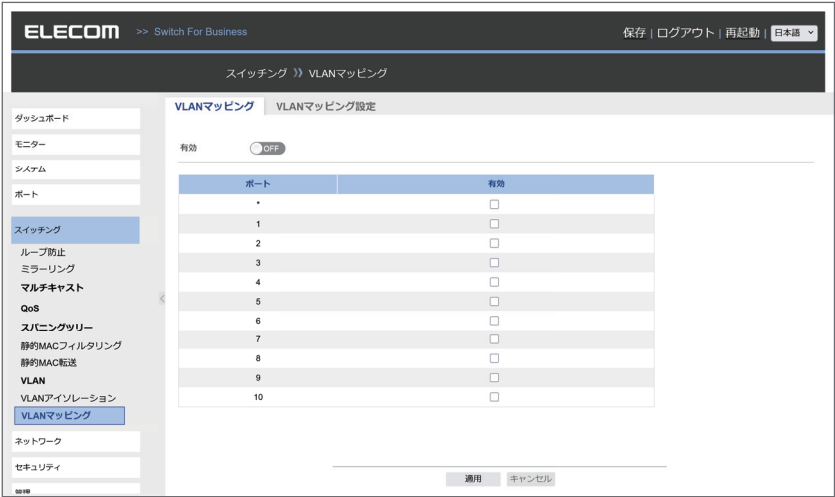 ELECOM >> Switch For Business 保存 | ログアウト | 再起動 | 日本語
スイッチング 》 VLANマッピング
VLANマッピング VLANマッピング設定
ダッシュボード
モニター
システム
ポート
スイッチング
ループ防止
ミラーリング
マルチキャスト
QoS
スパニングツリー
静的MACフィルタリング
静的MAC転送
VLAN
VLANアイソレーション
VLANマッピング
ネットワーク
セキュリティ
管理
有効 OFF
ポート 有効
*
1
2
3
4
5
6
7
8
9
10
適用 キャンセル